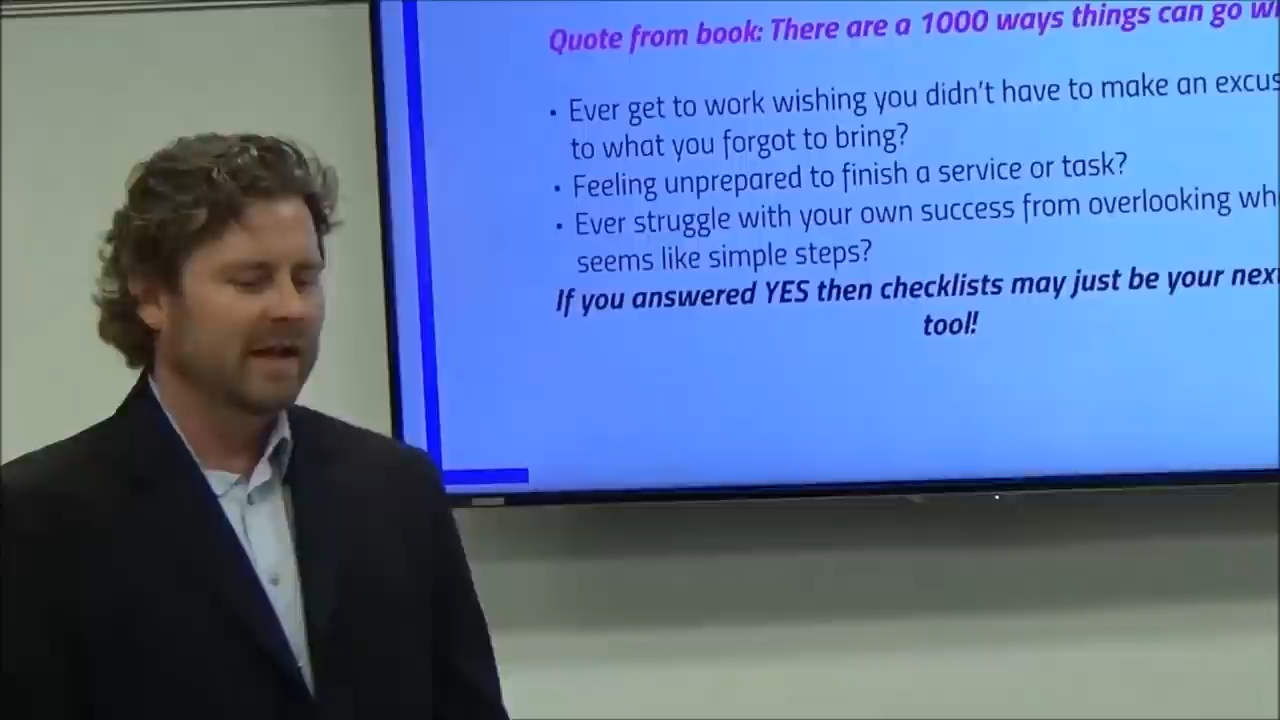 Quote from book: There are a 1000 ways things can go
• Ever get to work wishing you didn't have to make an
to what you forgot to bring?
• Feeling unprepared to finish a service or task?
• Ever struggle with your own success from overlooking
seems like simple steps?
If you answered YES then checklists may just be your
tool!